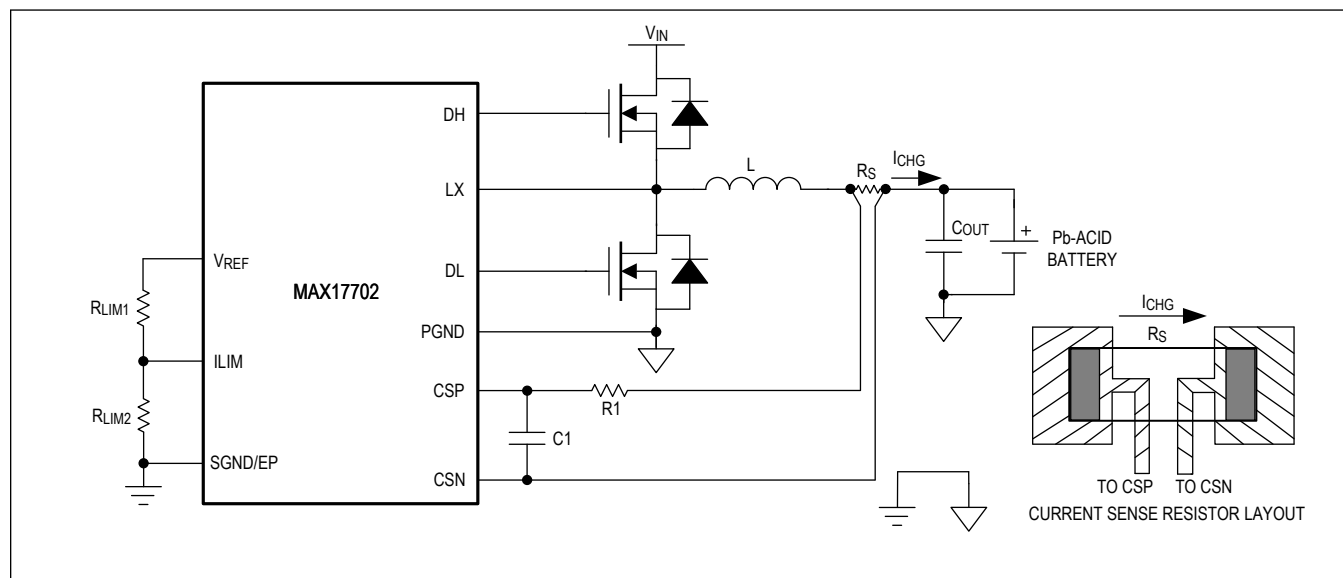 VIN
DH
LX
DL
PGND
CSP
CSN
VREF
ILIM
SGND/EP
MAX17702
RLIM1
RLIM2
L
RS
ICHG
COUT
+
Pb-ACID
BATTERY
R1
C1
ICHG
RS
TO CSP
TO CSN
CURRENT SENSE RESISTOR LAYOUT